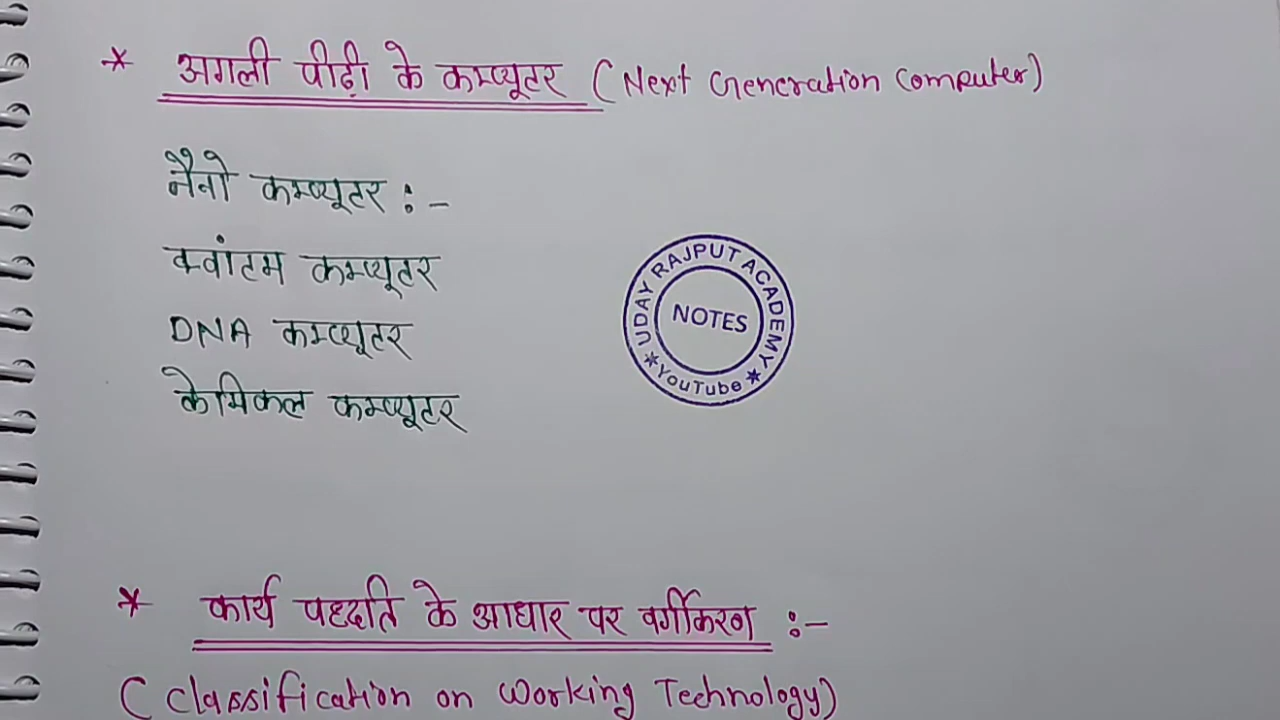 * अगली पीढ़ी के कम्प्यूटर (Next Generation Computer)
नैनो कम्प्यूटर :-
क्वांटम कम्प्यूटर
DNA कम्प्यूटर
केमिकल कम्प्यूटर
UDAY RAJPUT ACADEMY
NOTES
* YouTube *
* कार्य पद्धति के आधार पर वर्गीकरण :-
(Classification on Working Technology)